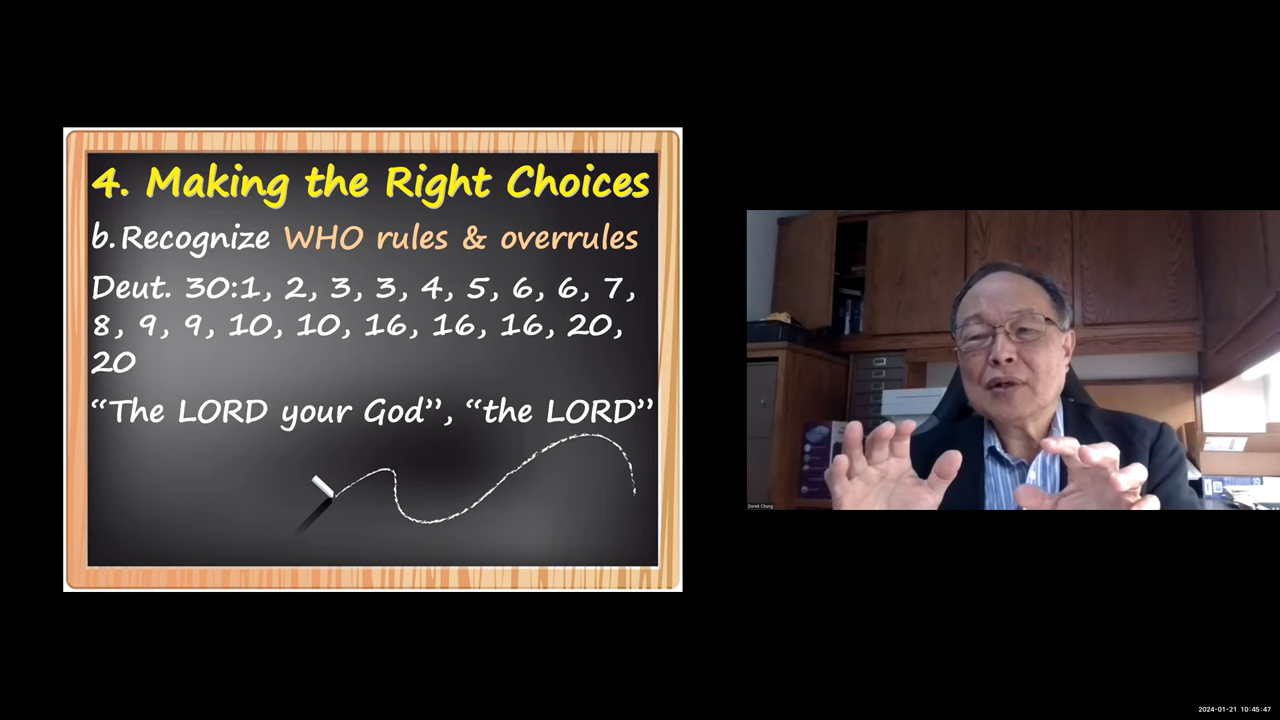 4. Making the Right Choices
b. Recognize WHO rules & overrules
Deut. 30:1, 2, 3, 3, 4, 5, 6, 6, 7,
8, 9, 9, 10, 10, 16, 16, 16, 20,
20
“The LORD your God”, “the LORD”
Derek Chung
2024-01-21 10:45:47